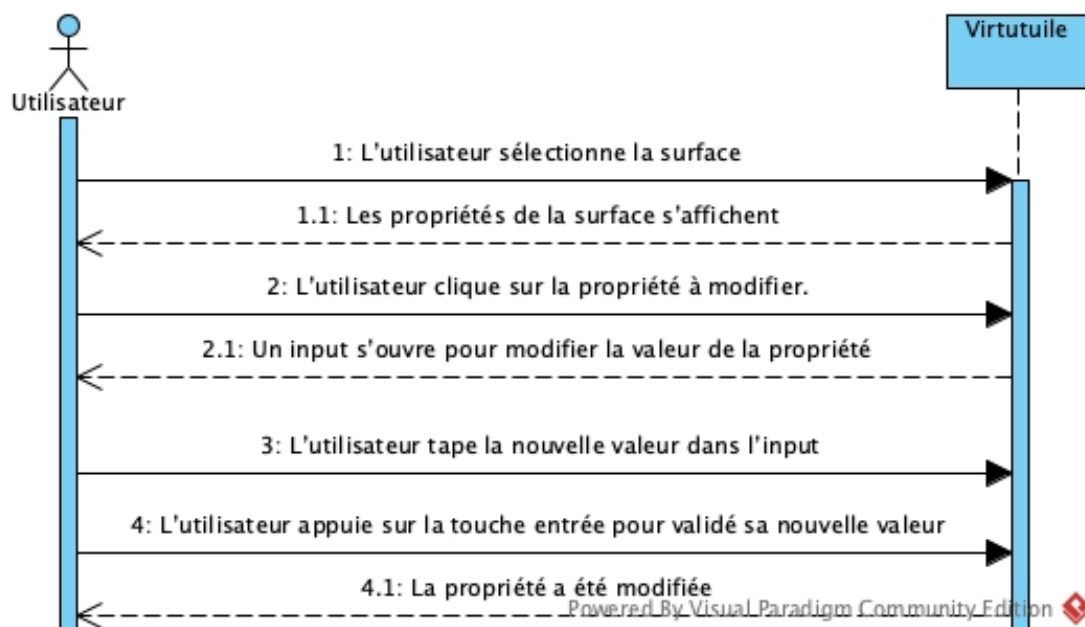 Virtutuile
Utilisateur
1: L'utilisateur sélectionne la surface
1.1: Les propriétés de la surface s'affichent
2: L'utilisateur clique sur la propriété à modifier.
2.1: Un input s'ouvre pour modifier la valeur de la propriété
3: L'utilisateur tape la nouvelle valeur dans l'input
4: L'utilisateur appuie sur la touche entrée pour validé sa nouvelle valeur
4.1: La propriété a été modifiée
Powered By Visual Paradigm Community Edition